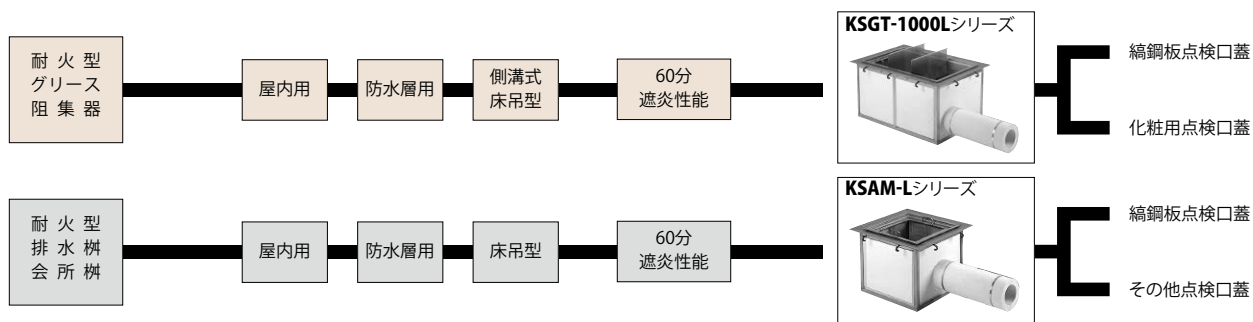 耐火型
グリース
阻集器
屋内用
防水層用
側溝式
床吊型
60分
遮炎性能
KSGT-1000Lシリーズ
縞鋼板点検口蓋
化粧用点検口蓋
耐火型
排水桝
会所桝
屋内用
防水層用
床吊型
60分
遮炎性能
KSAM-Lシリーズ
縞鋼板点検口蓋
その他点検口蓋